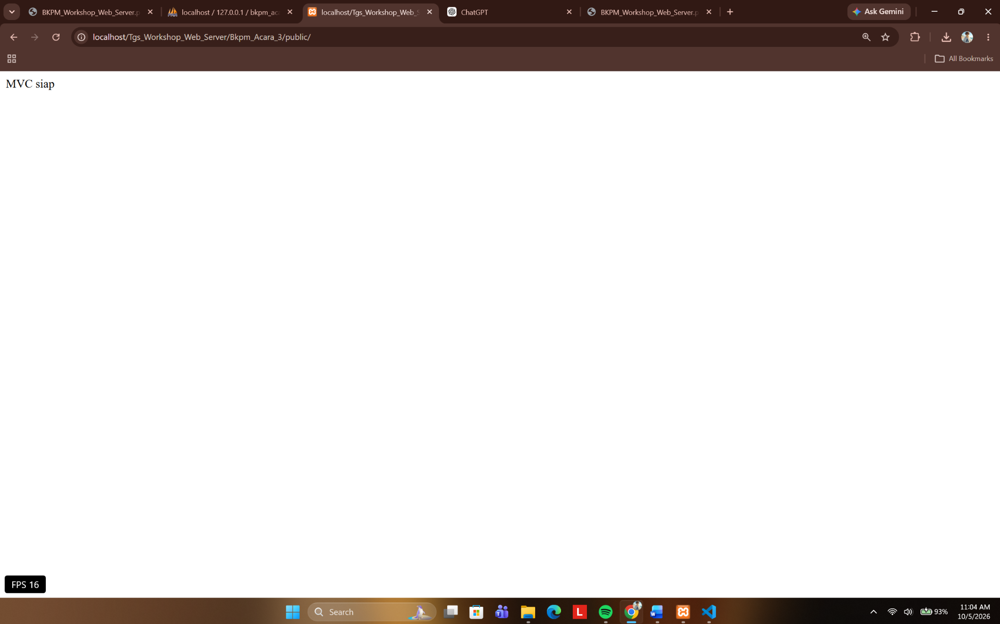 BKPM_Workshop_Web_Server.p
localhost / 127.0.0.1 / bkpm_ac
localhost/Tgs_Workshop_Web_S
ChatGPT
BKPM_Workshop_Web_Server.p
Ask Gemini
localhost/Tgs_Workshop_Web_Server/Bkpm_Acara_3/public/
All Bookmarks
MVC siap
FPS 16
Search
93%
11:04 AM
10/5/2026